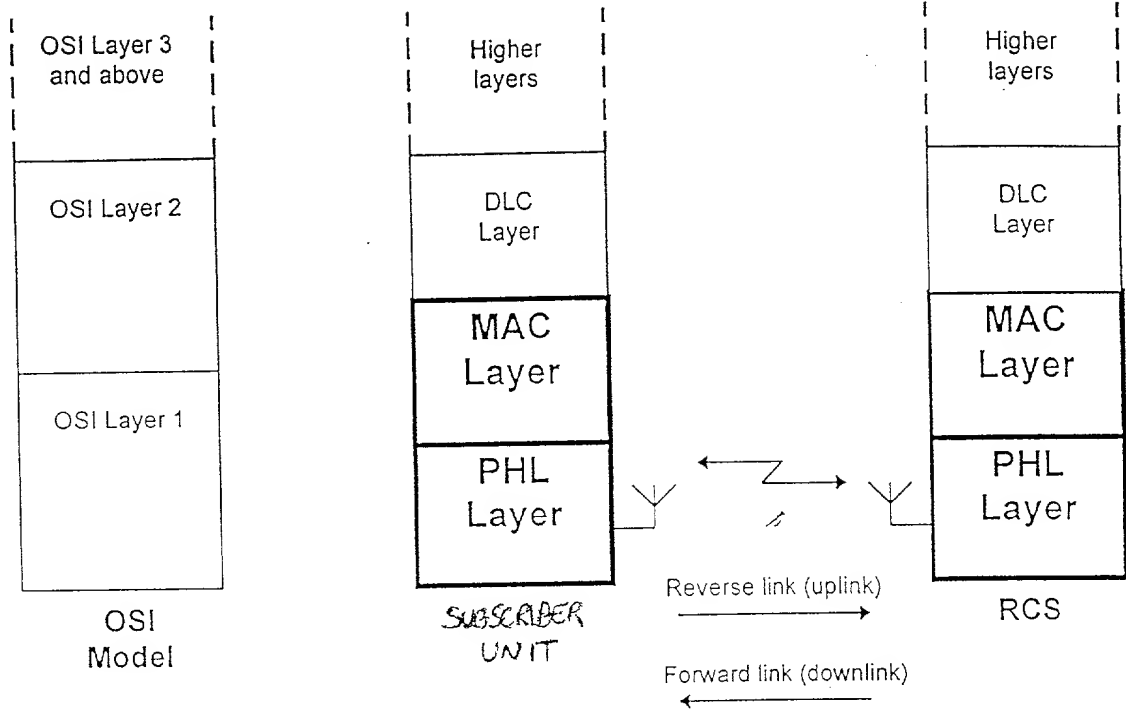 OSI Layer 3
and above
OSI Layer 2
OSI Layer 1
OSI
Model
Higher
layers
DLC
Layer
MAC
Layer
PHL
Layer
SUBSCRIBER
UNIT
Reverse link (uplink)
Forward link (downlink)
Higher
layers
DLC
Layer
MAC
Layer
PHL
Layer
RCS